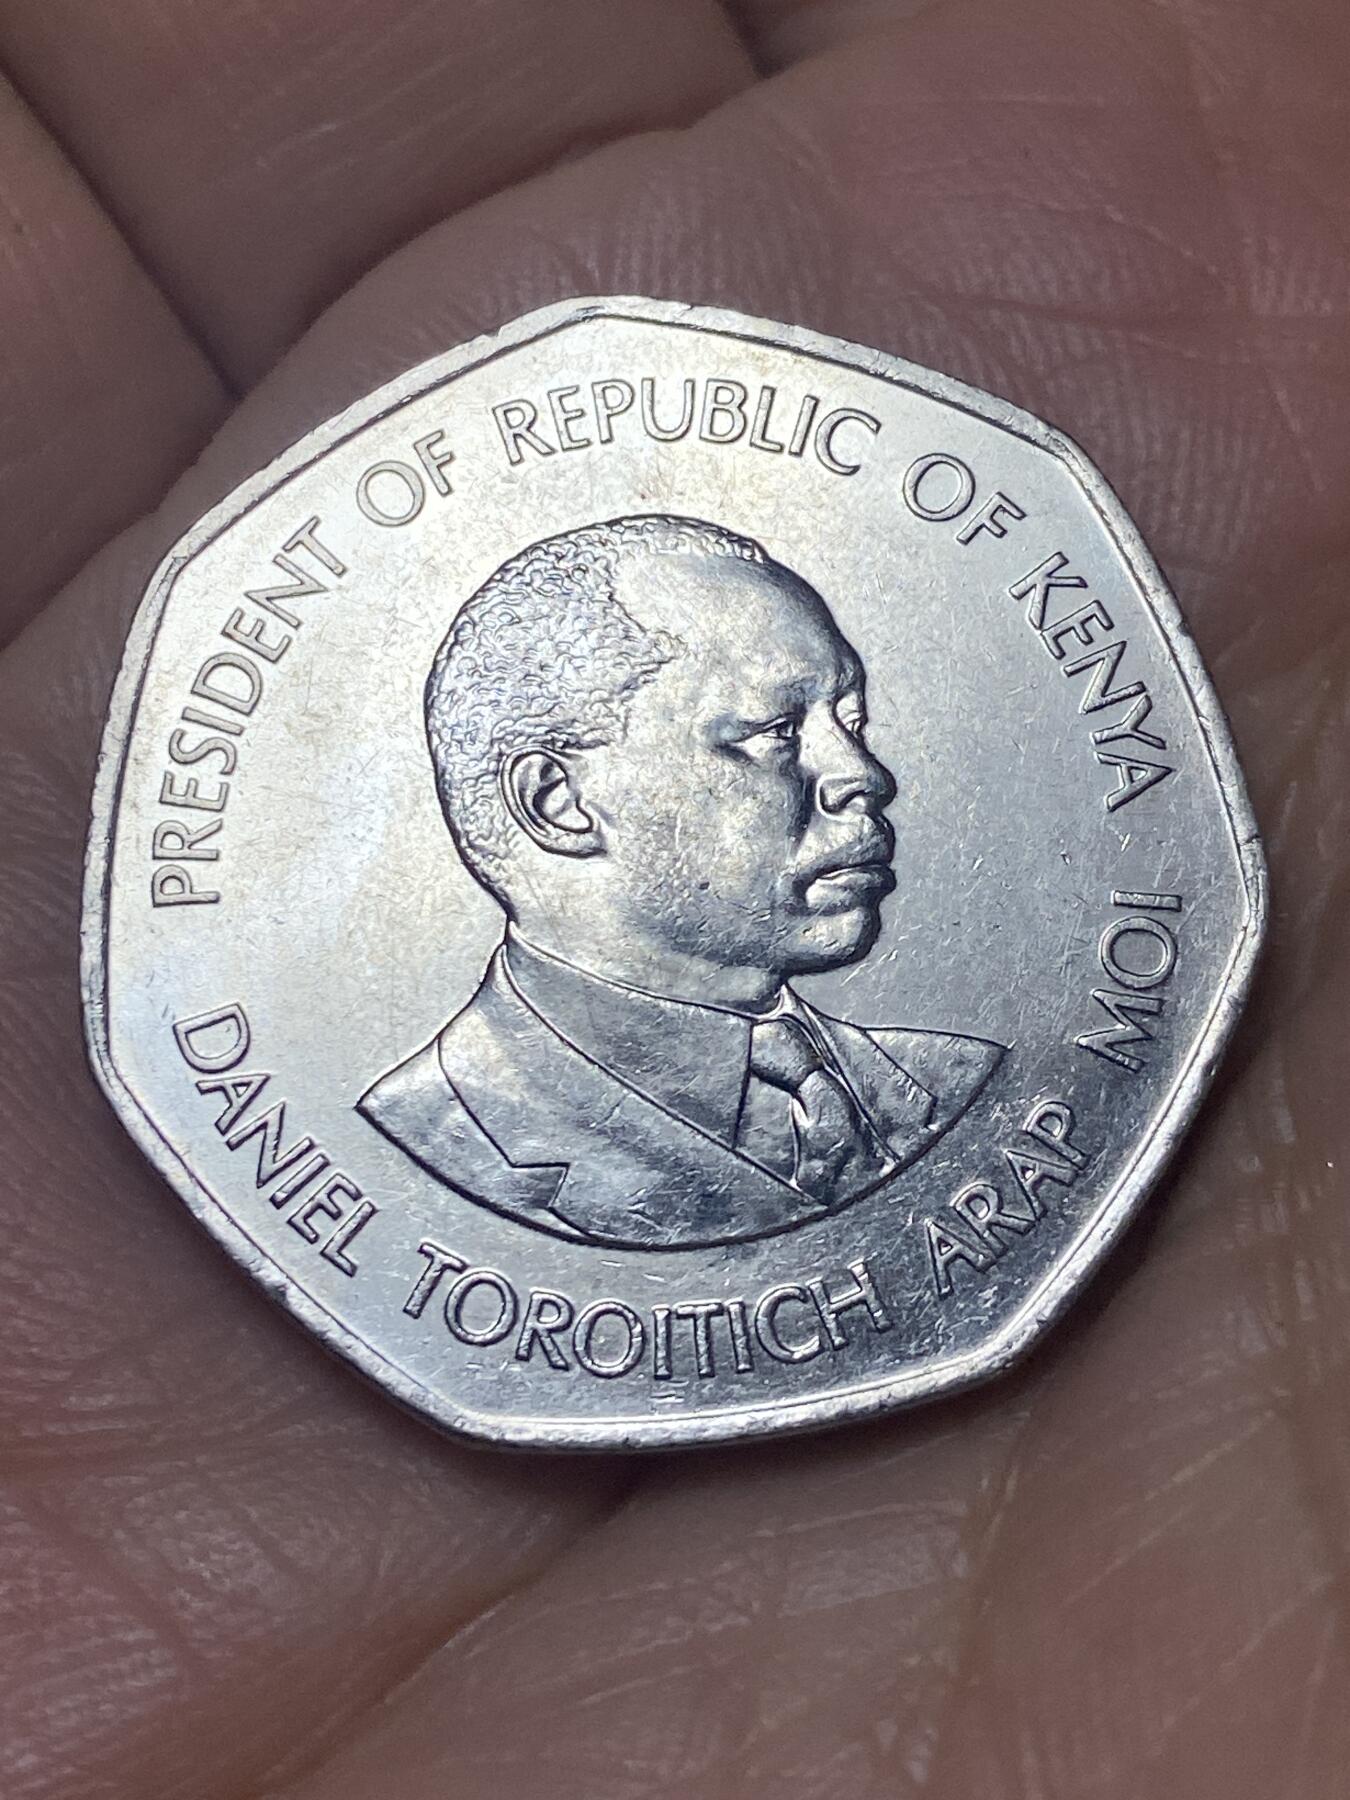 PRESIDENT OF REPUBLIC OF KENYA
DANIEL TOROITICH ARAP MOI